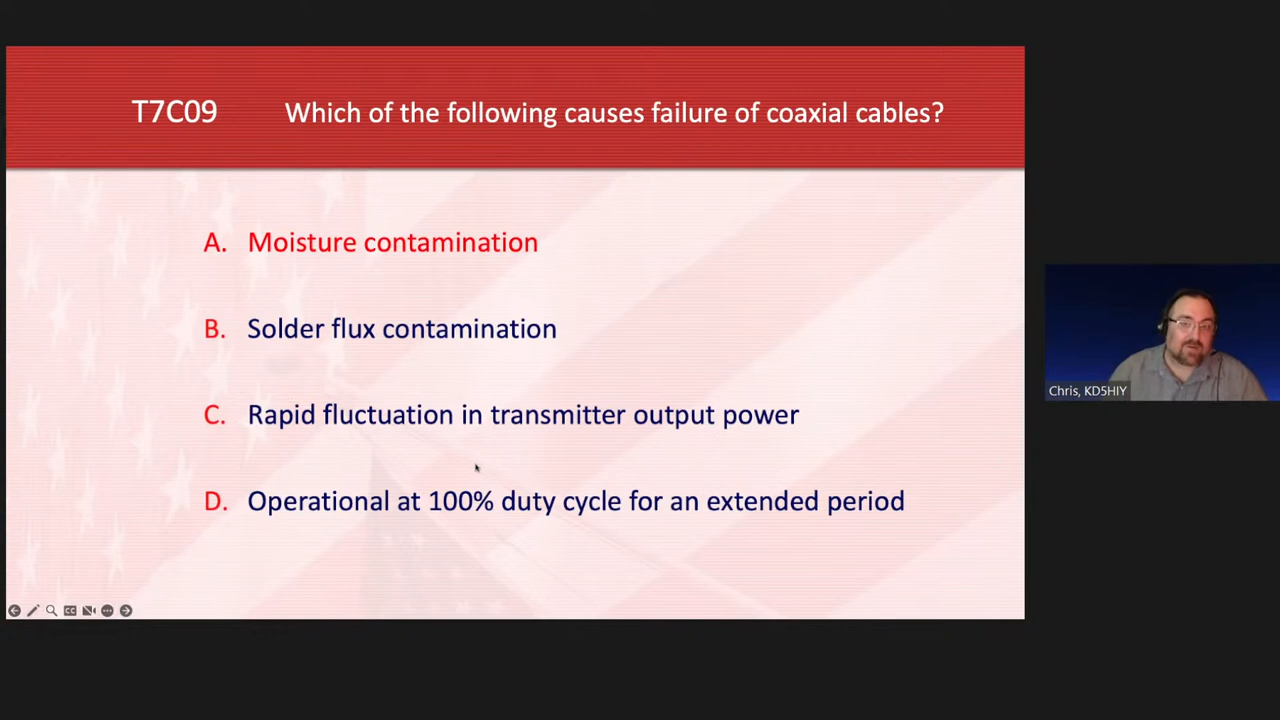 T7C09 Which of the following causes failure of coaxial cables?
A. Moisture contamination
B. Solder flux contamination
C. Rapid fluctuation in transmitter output power
D. Operational at 100% duty cycle for an extended period
Chris, KD5HIY
CC